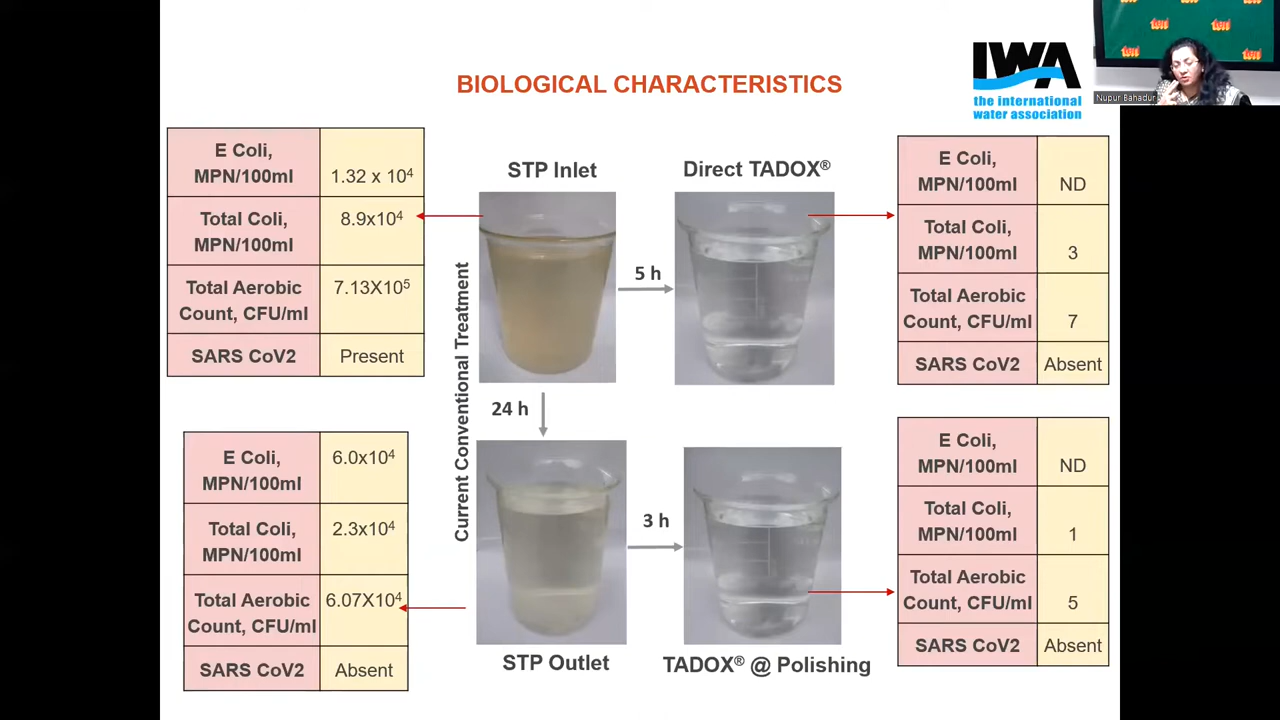 BIOLOGICAL CHARACTERISTICS
IWA
the international
water association
Nupur Bahadur
E Coli,
MPN/100ml
1.32 x 10⁴
Total Coli,
MPN/100ml
8.9x10⁴
Total Aerobic
Count, CFU/ml
7.13X10⁵
SARS CoV2
Present
STP Inlet
5 h
Direct TADOX®
E Coli,
MPN/100ml
ND
Total Coli,
MPN/100ml
3
Total Aerobic
Count, CFU/ml
7
SARS CoV2
Absent
Current Conventional Treatment
24 h
E Coli,
MPN/100ml
6.0x10⁴
Total Coli,
MPN/100ml
2.3x10⁴
Total Aerobic
Count, CFU/ml
6.07X10⁴
SARS CoV2
Absent
STP Outlet
3 h
TADOX® @ Polishing
E Coli,
MPN/100ml
ND
Total Coli,
MPN/100ml
1
Total Aerobic
Count, CFU/ml
5
SARS CoV2
Absent